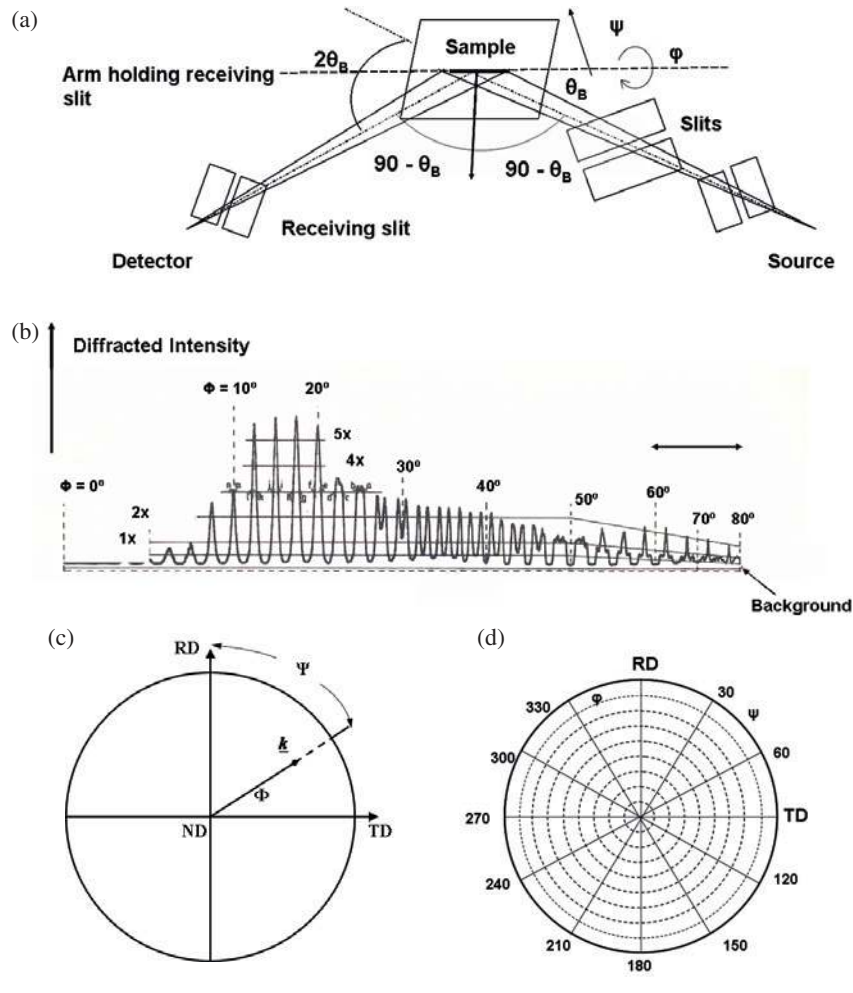 (a)
Sample
ψ
φ
2θB
Arm holding receiving
slit
θB
Slits
90 - θB
90 - θB
Receiving slit
Detector
Source
(b)
Diffracted Intensity
Φ = 10º
20º
5x
4x
Φ = 0º
30º
2x
40º
50º
60º
1x
70º
80º
Background
(c)
RD
Ψ
k
Φ
ND
TD
(d)
RD
330
φ
30
ψ
300
60
270
TD
240
120
210
150
180